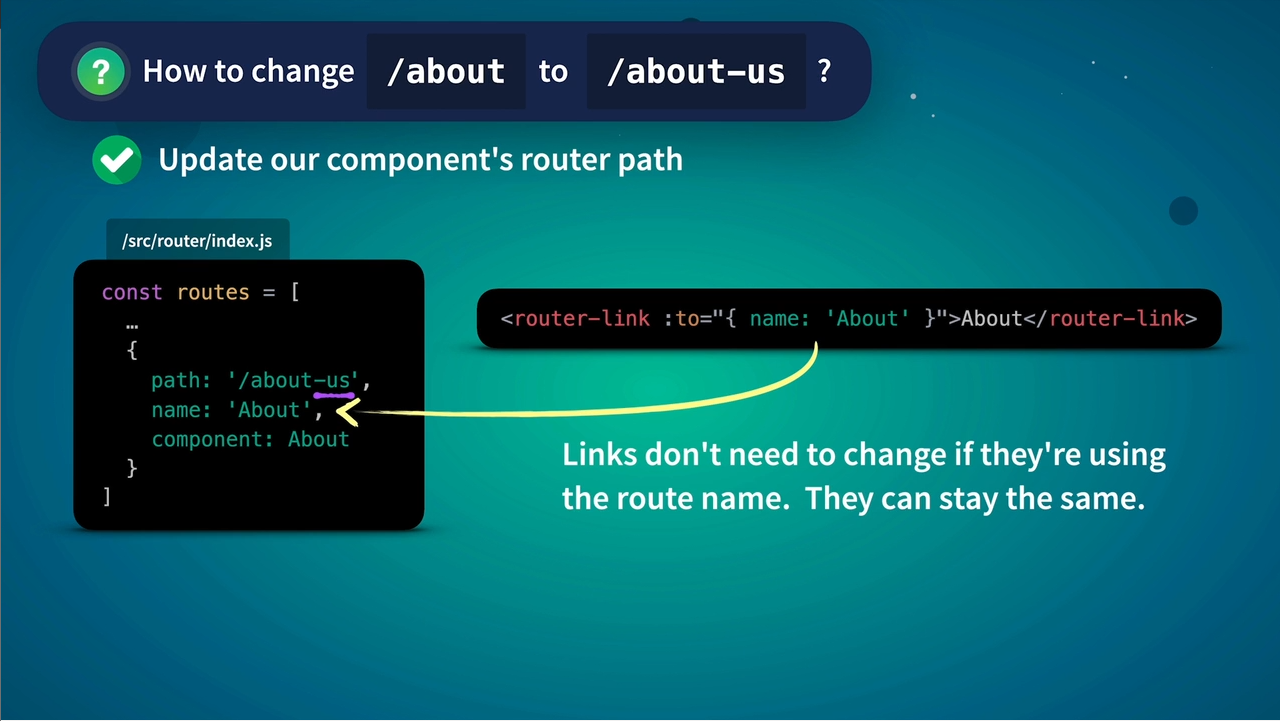 ? How to change /about to /about-us ?
Update our component's router path
/src/router/index.js
const routes = [
…
{
path: '/about-us',
name: 'About',
component: About
}
]
<router-link :to="{ name: 'About' }">About</router-link>
Links don't need to change if they're using
the route name. They can stay the same.